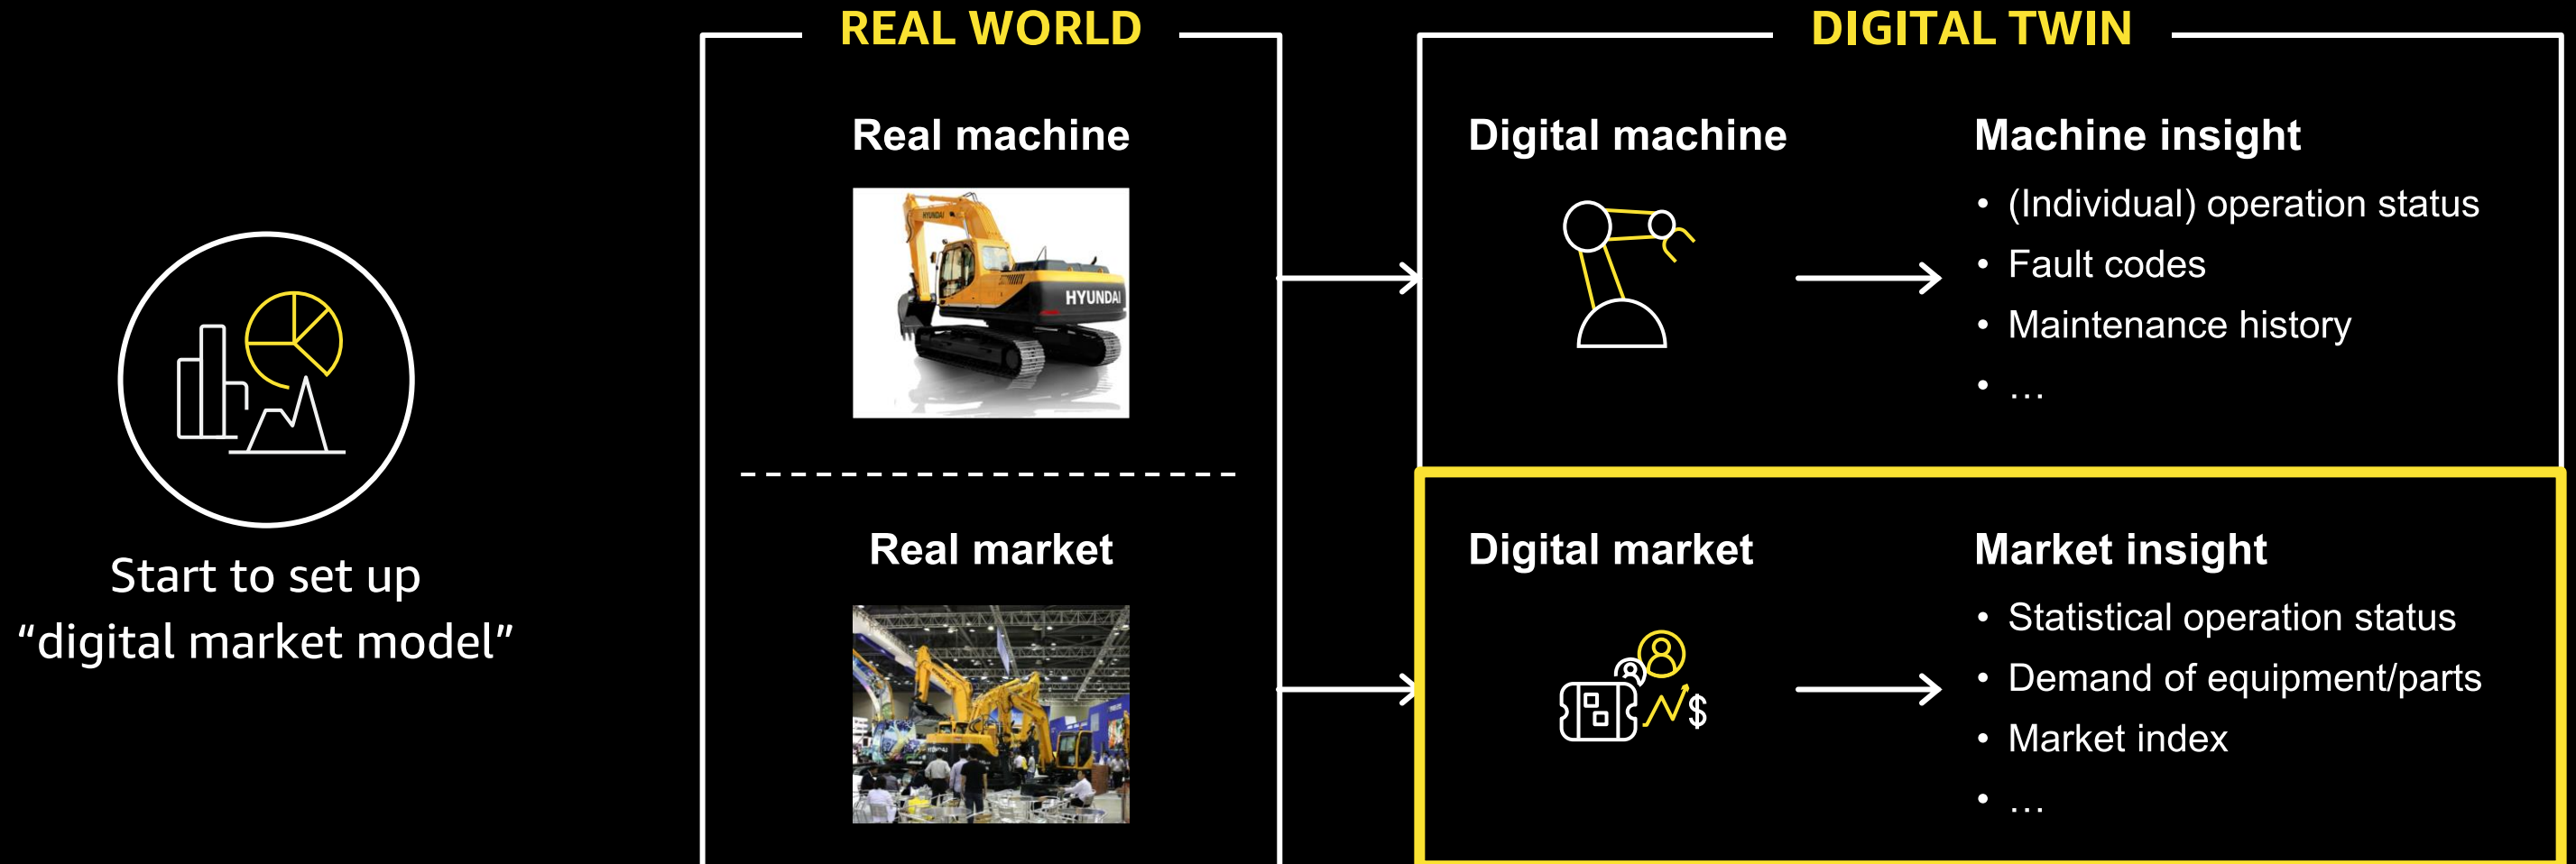 REAL WORLD
DIGITAL TWIN
Real machine
HYUNDAI
HYUNDAI
Digital machine
Machine insight
• (Individual) operation status
• Fault codes
• Maintenance history
• …
Start to set up
“digital market model”
Real market
Digital market
$
Market insight
• Statistical operation status
• Demand of equipment/parts
• Market index
• …